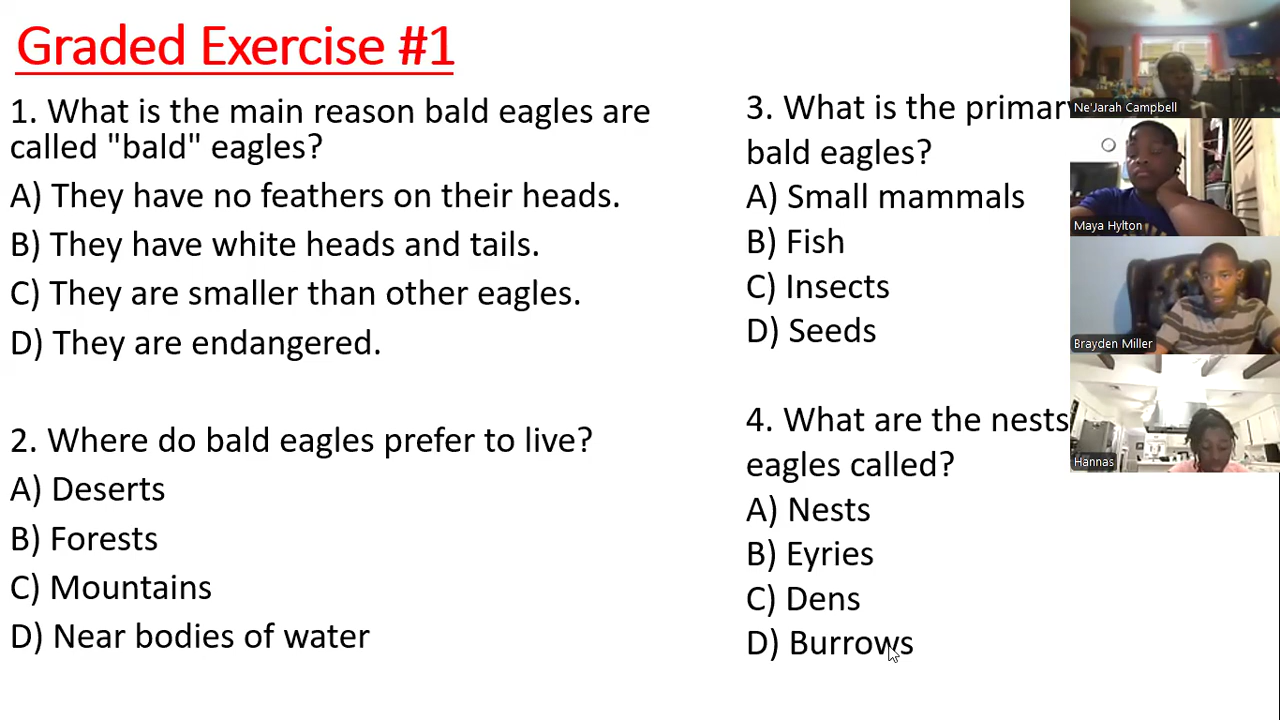 Graded Exercise #1
1. What is the main reason bald eagles are
called "bald" eagles?
A) They have no feathers on their heads.
B) They have white heads and tails.
C) They are smaller than other eagles.
D) They are endangered.
2. Where do bald eagles prefer to live?
A) Deserts
B) Forests
C) Mountains
D) Near bodies of water
3. What is the primary
bald eagles?
A) Small mammals
B) Fish
C) Insects
D) Seeds
4. What are the nests
eagles called?
A) Nests
B) Eyries
C) Dens
D) Burrows
Ne'Jarah Campbell
Maya Hylton
Brayden Miller
Hannas